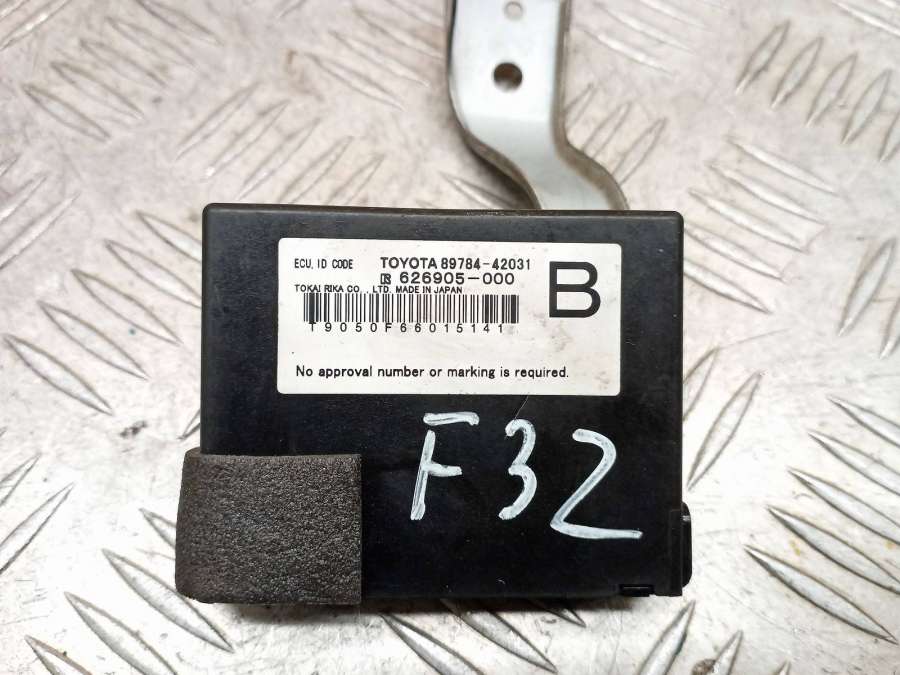 ECU, ID CODE TOYOTA 89784-42031
626905-000
B
TOKAI RIKA CO., LTD. MADE IN JAPAN
T9050F66015141
No approval number or marking is required.
F32